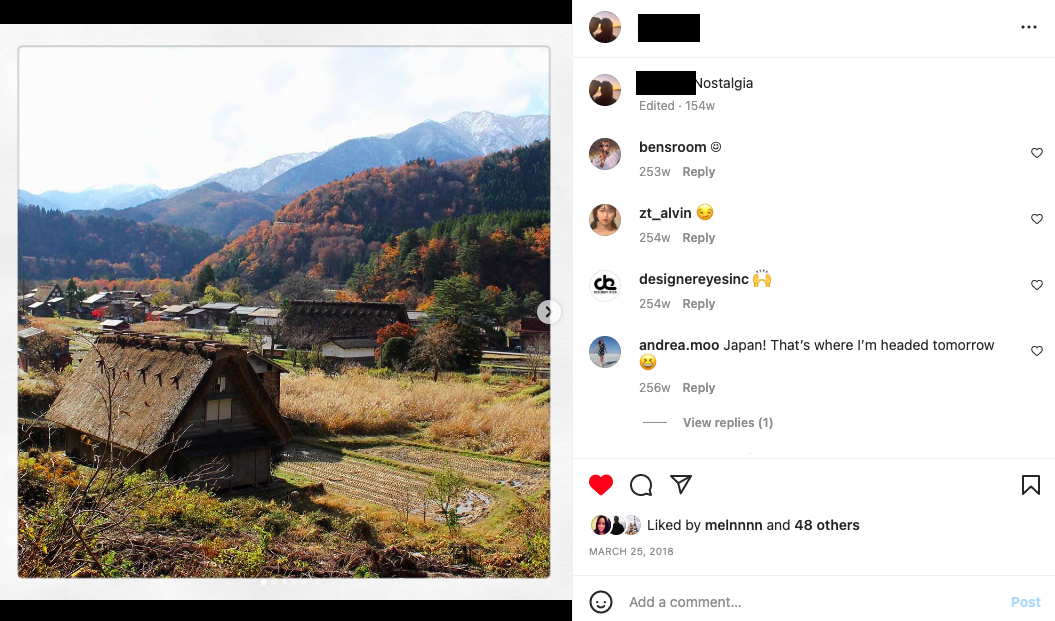 Nostalgia
Edited · 154w
bensroom ☺
253w Reply
zt_alvin 😏
254w Reply
designereyesinc 🙌
254w Reply
andrea.moo Japan! That's where I'm headed tomorrow
😆
256w Reply
View replies (1)
Liked by melnnnn and 48 others
MARCH 25, 2018
Add a comment...
Post